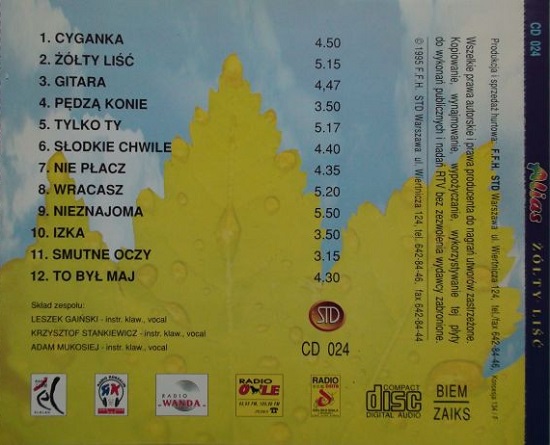 1. CYGANKA 4.50
2. ŻÓŁTY LIŚĆ 5.15
3. GITARA 4,47
4. PĘDZĄ KONIE 3.50
5. TYLKO TY 5.17
6. SŁODKIE CHWILE 4.40
7. NIE PŁACZ 4.35
8. WRACASZ 5.20
9. NIEZNAJOMA 5.50
10. IZKA 3.50
11. SMUTNE OCZY 3.15
12. TO BYŁ MAJ 4,30
Skład zespołu:
LESZEK GAIŃSKI - instr. klaw., vocal
KRZYSZTOF STANKIEWICZ - instr. klaw., vocal
ADAM MUKOSIEJ - instr. klaw., vocal
STD
CD 024
RADIO
WANDA
RADIO
OLE
RADIO
COMPACT
disc
DIGITAL AUDIO
BIEM
ZAIKS
Produkcja i sprzedaż hurtowa: F.F.H. STD Warszawa ul. Wiertnicza 124, tel./fax 642-84-46,
Wszelkie prawa autorskie i prawa producenta do nagrań utworów zastrzeżone.
Kopiowanie, wynajmowanie, wypożyczanie, wykorzystywanie tej płyty
do wykonań publicznych i nadań RTV bez zezwolenia wydawcy zabronione.
© 1995 F.F.H. STD Warszawa ul. Wiertnicza 124, tel. 642-84-46, fax 642-84-44
CD 024
Alias
ŻÓŁTY LIŚĆ